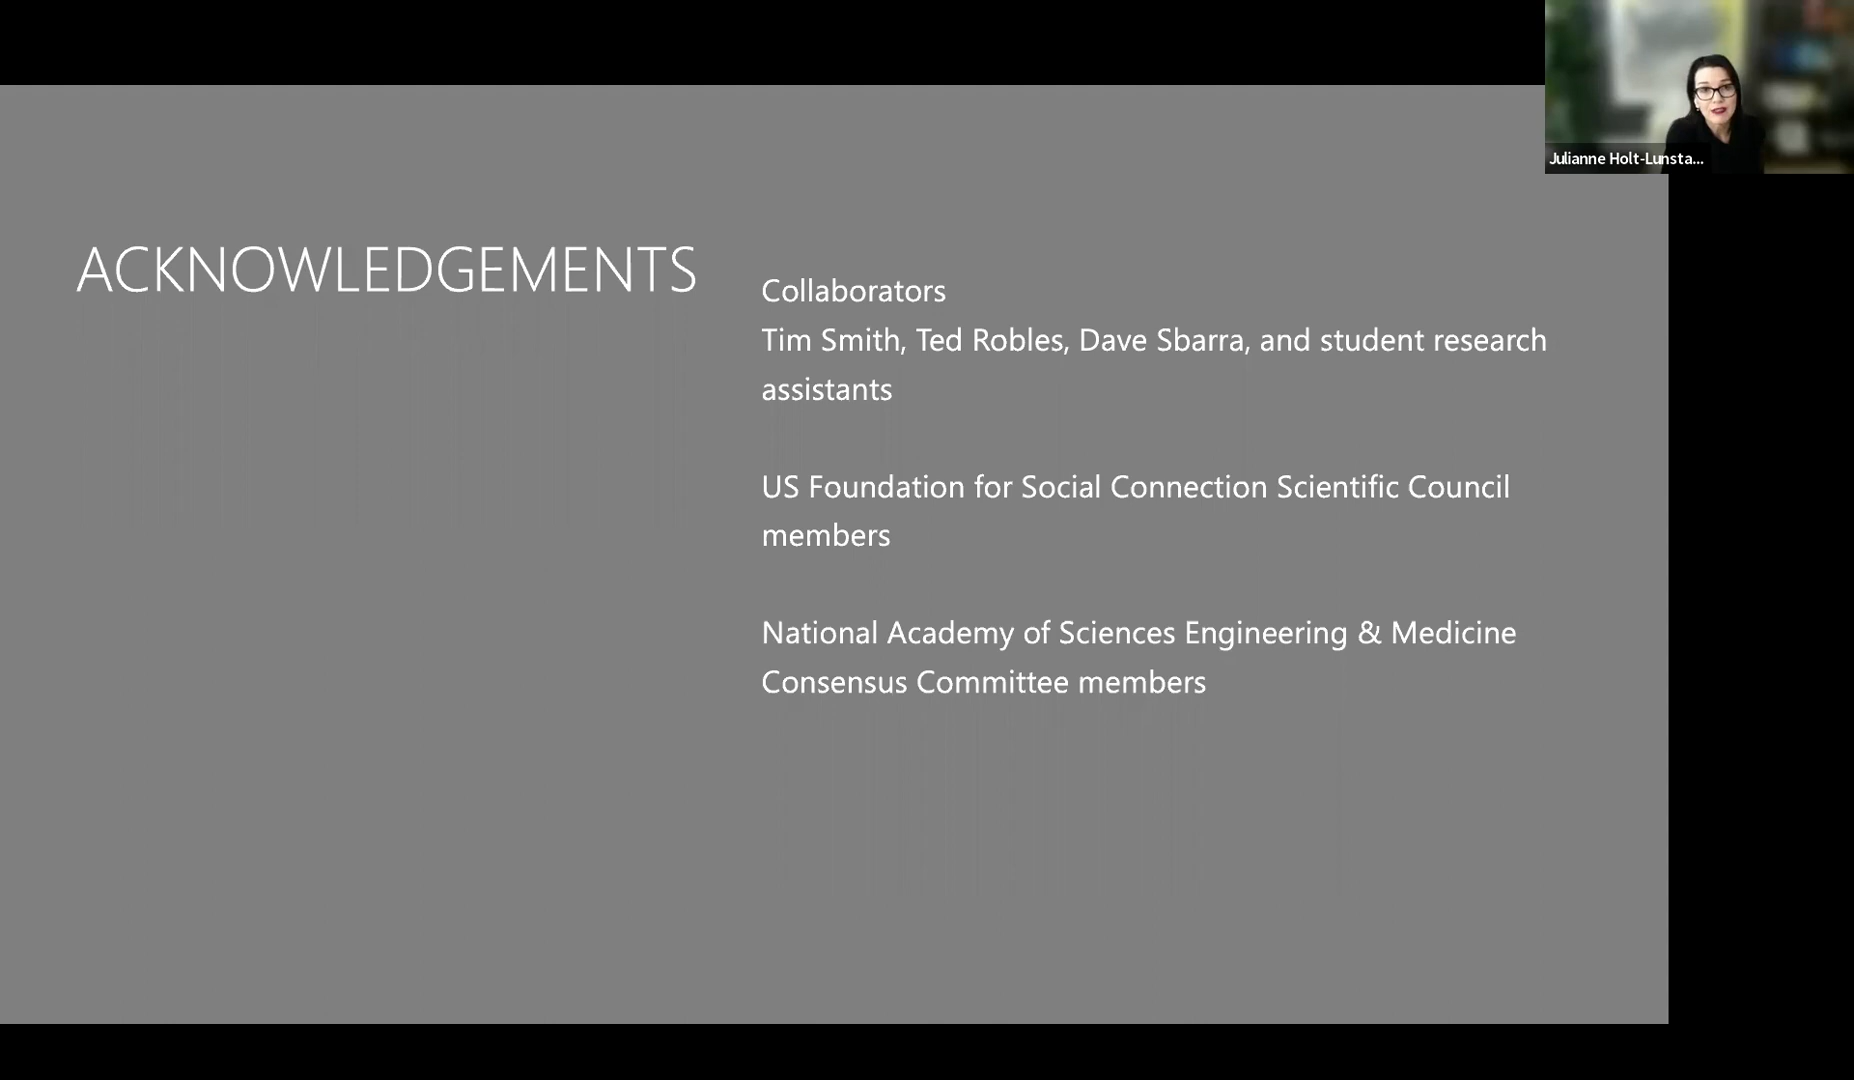 ACKNOWLEDGEMENTS
Collaborators
Tim Smith, Ted Robles, Dave Sbarra, and student research
assistants
US Foundation for Social Connection Scientific Council
members
National Academy of Sciences Engineering & Medicine
Consensus Committee members
Julianne Holt-Lunsta...